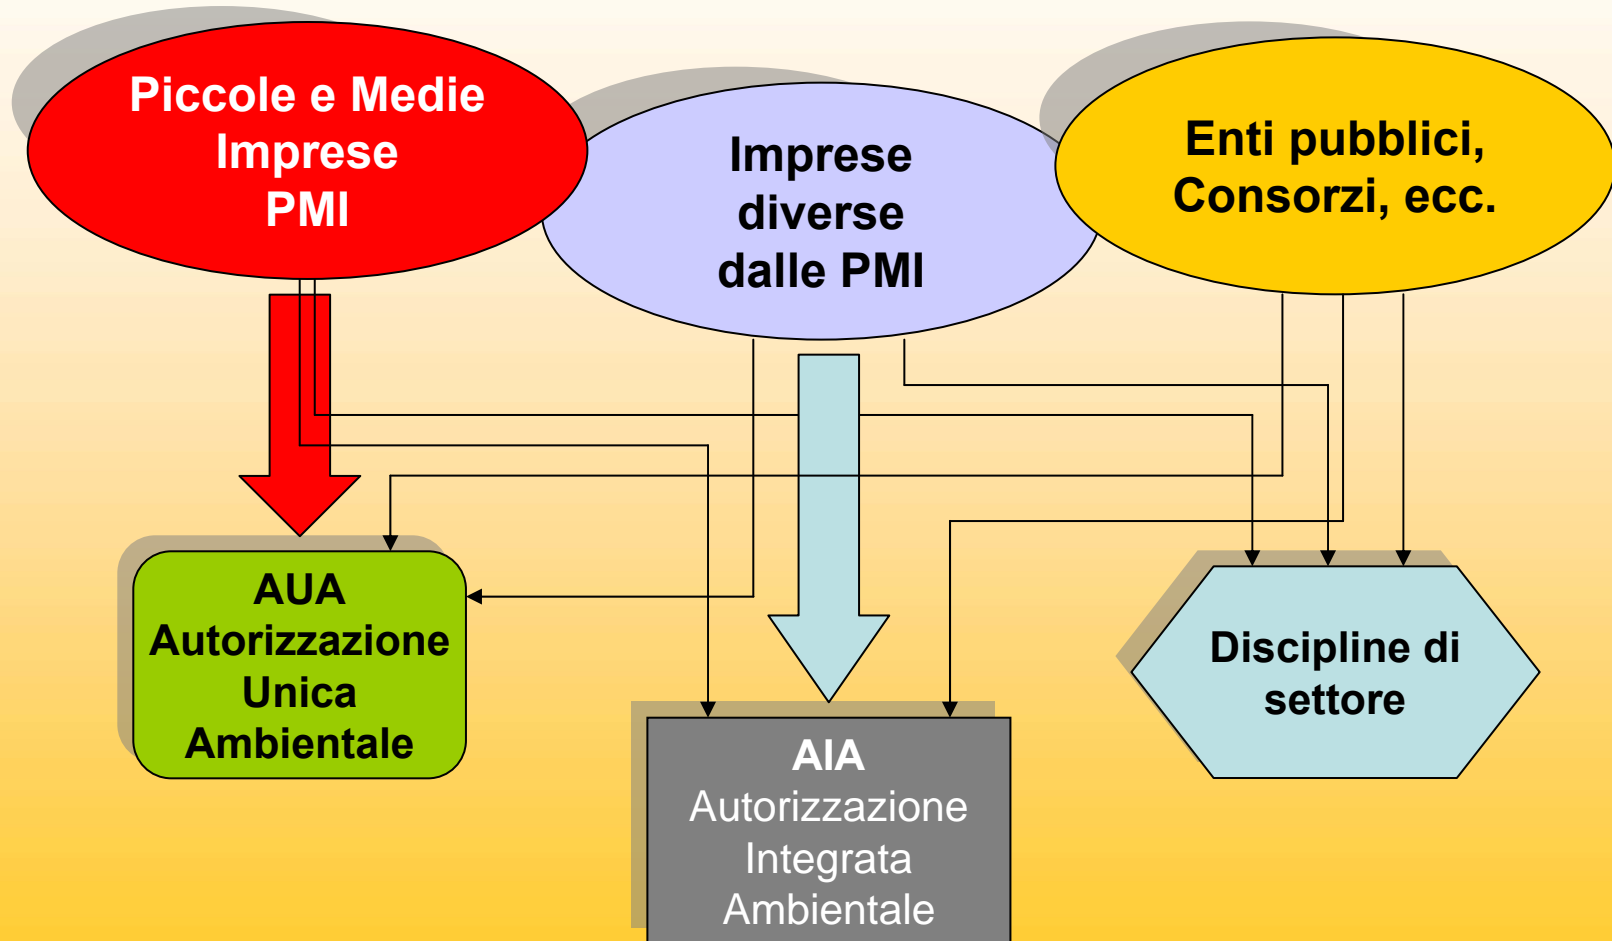 Piccole e Medie
Imprese
PMI
Imprese
diverse
dalle PMI
Enti pubblici,
Consorzi, ecc.
AUA
Autorizzazione
Unica
Ambientale
AIA
Autorizzazione
Integrata
Ambientale
Discipline di
settore